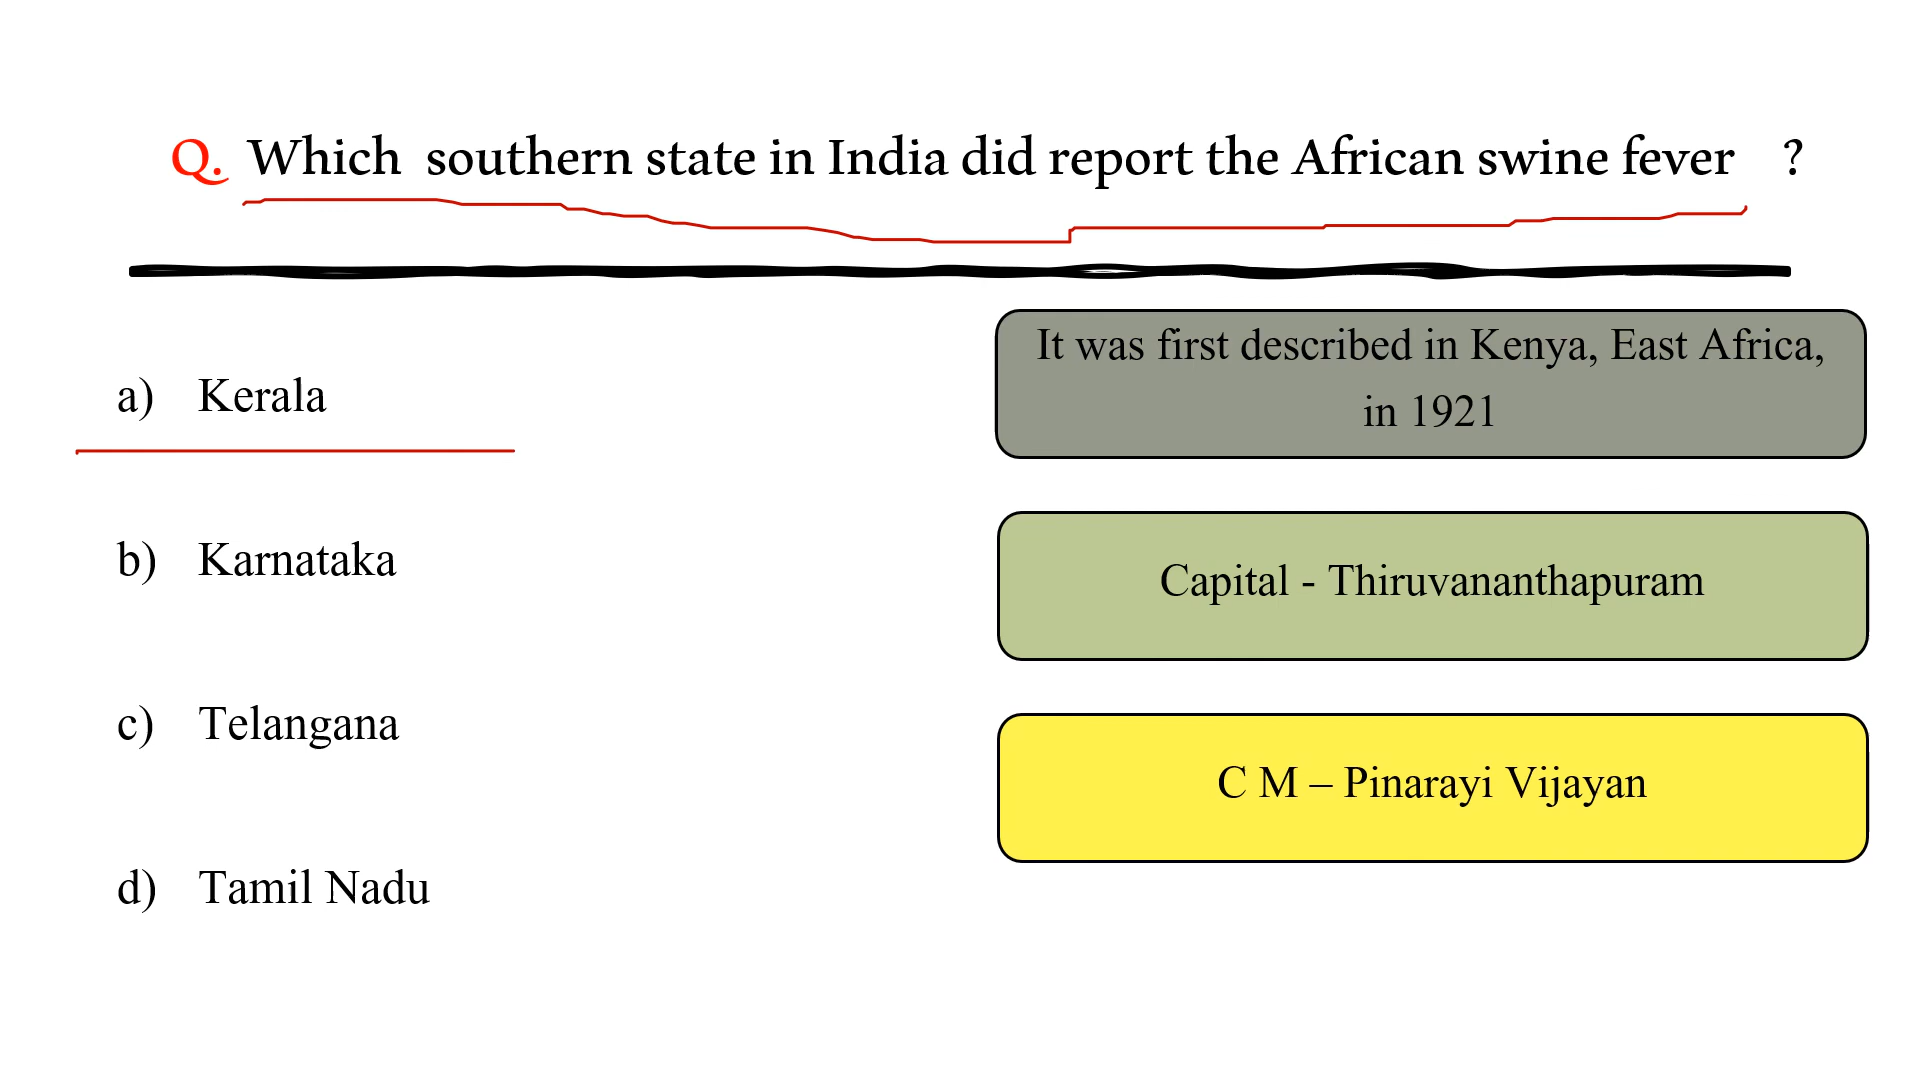 Q. Which southern state in India did report the African swine fever ?
a) Kerala
b) Karnataka
c) Telangana
d) Tamil Nadu
It was first described in Kenya, East Africa,
in 1921
Capital - Thiruvananthapuram
C M – Pinarayi Vijayan